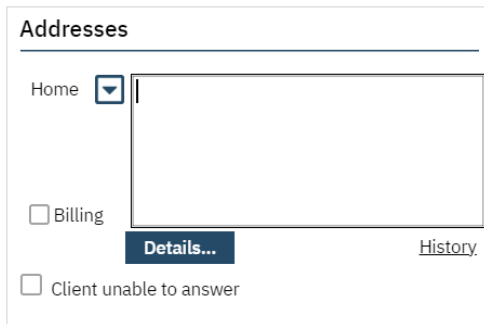 Addresses
Home
Billing
Details...
History
Client unable to answer